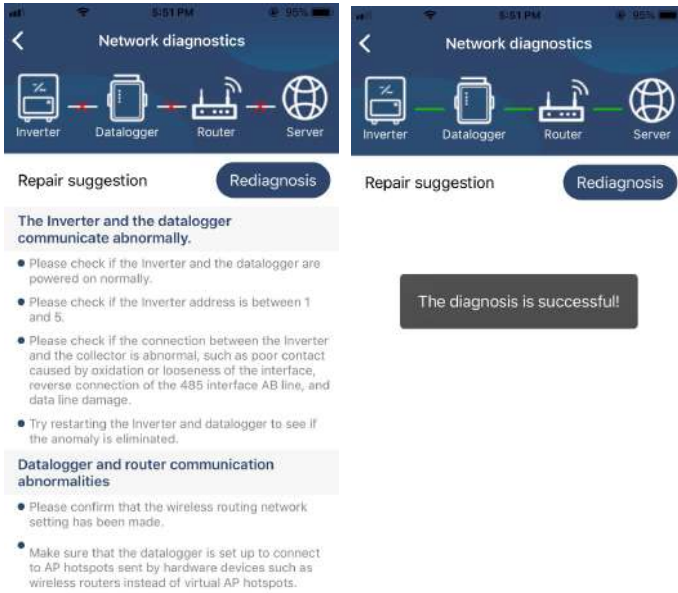 5:51 PM
95%
Network diagnostics
Inverter
Datalogger
Router
Server
Repair suggestion
Rediagnosis
The Inverter and the datalogger
communicate abnormally.
Please check if the Inverter and the datalogger are
powered on normally.
Please check if the Inverter address is between 1
and 5.
Please check if the connection between the Inverter
and the collector is abnormal, such as poor contact
caused by oxidation or looseness of the interface,
reverse connection of the 485 interface AB line, and
data line damage.
Try restarting the Inverter and datalogger to see if
the anomaly is eliminated.
Datalogger and router communication
abnormalities
Please confirm that the wireless routing network
setting has been made.
Make sure that the datalogger is set up to connect
to AP hotspots sent by hardware devices such as
wireless routers instead of virtual AP hotspots.
5:51 PM
95%
Network diagnostics
Inverter
Datalogger
Router
Server
Repair suggestion
Rediagnosis
The diagnosis is successful!